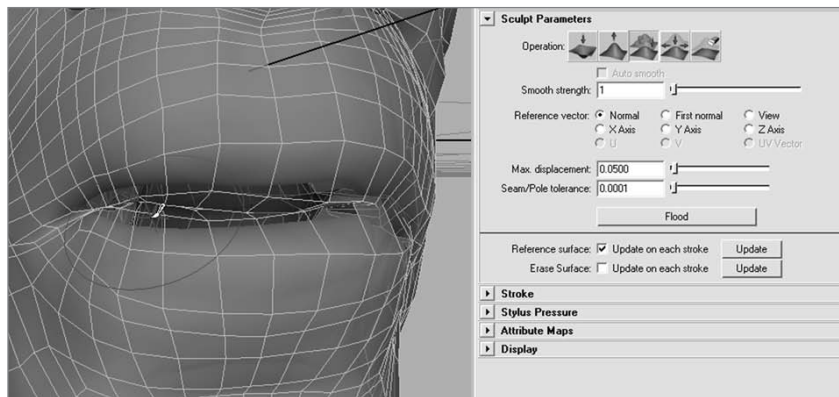 Sculpt Parameters
Operation:
Auto smooth
Smooth strength: 1
Reference vector: Normal First normal View
X Axis Y Axis Z Axis
U V UV Vector
Max. displacement: 0.0500
Seam/Pole tolerance: 0.0001
Flood
Reference surface: Update on each stroke Update
Erase Surface: Update on each stroke Update
Stroke
Stylus Pressure
Attribute Maps
Display